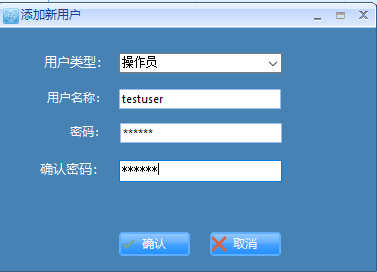 添加新用户
用户类型： 操作员
用户名称： testuser
密码： ******
确认密码： ******
确认 取消